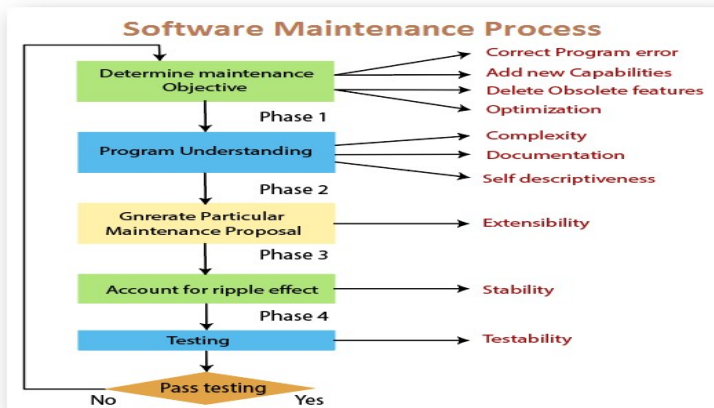 Software Maintenance Process
Determine maintenance
Objective
Correct Program error
Add new Capabilities
Delete Obsolete features
Optimization
Phase 1
Program Understanding
Complexity
Documentation
Self descriptiveness
Phase 2
Gnrerate Particular
Maintenance Proposal
Extensibility
Phase 3
Account for ripple effect
Stability
Phase 4
Testing
Testability
Pass testing
No
Yes